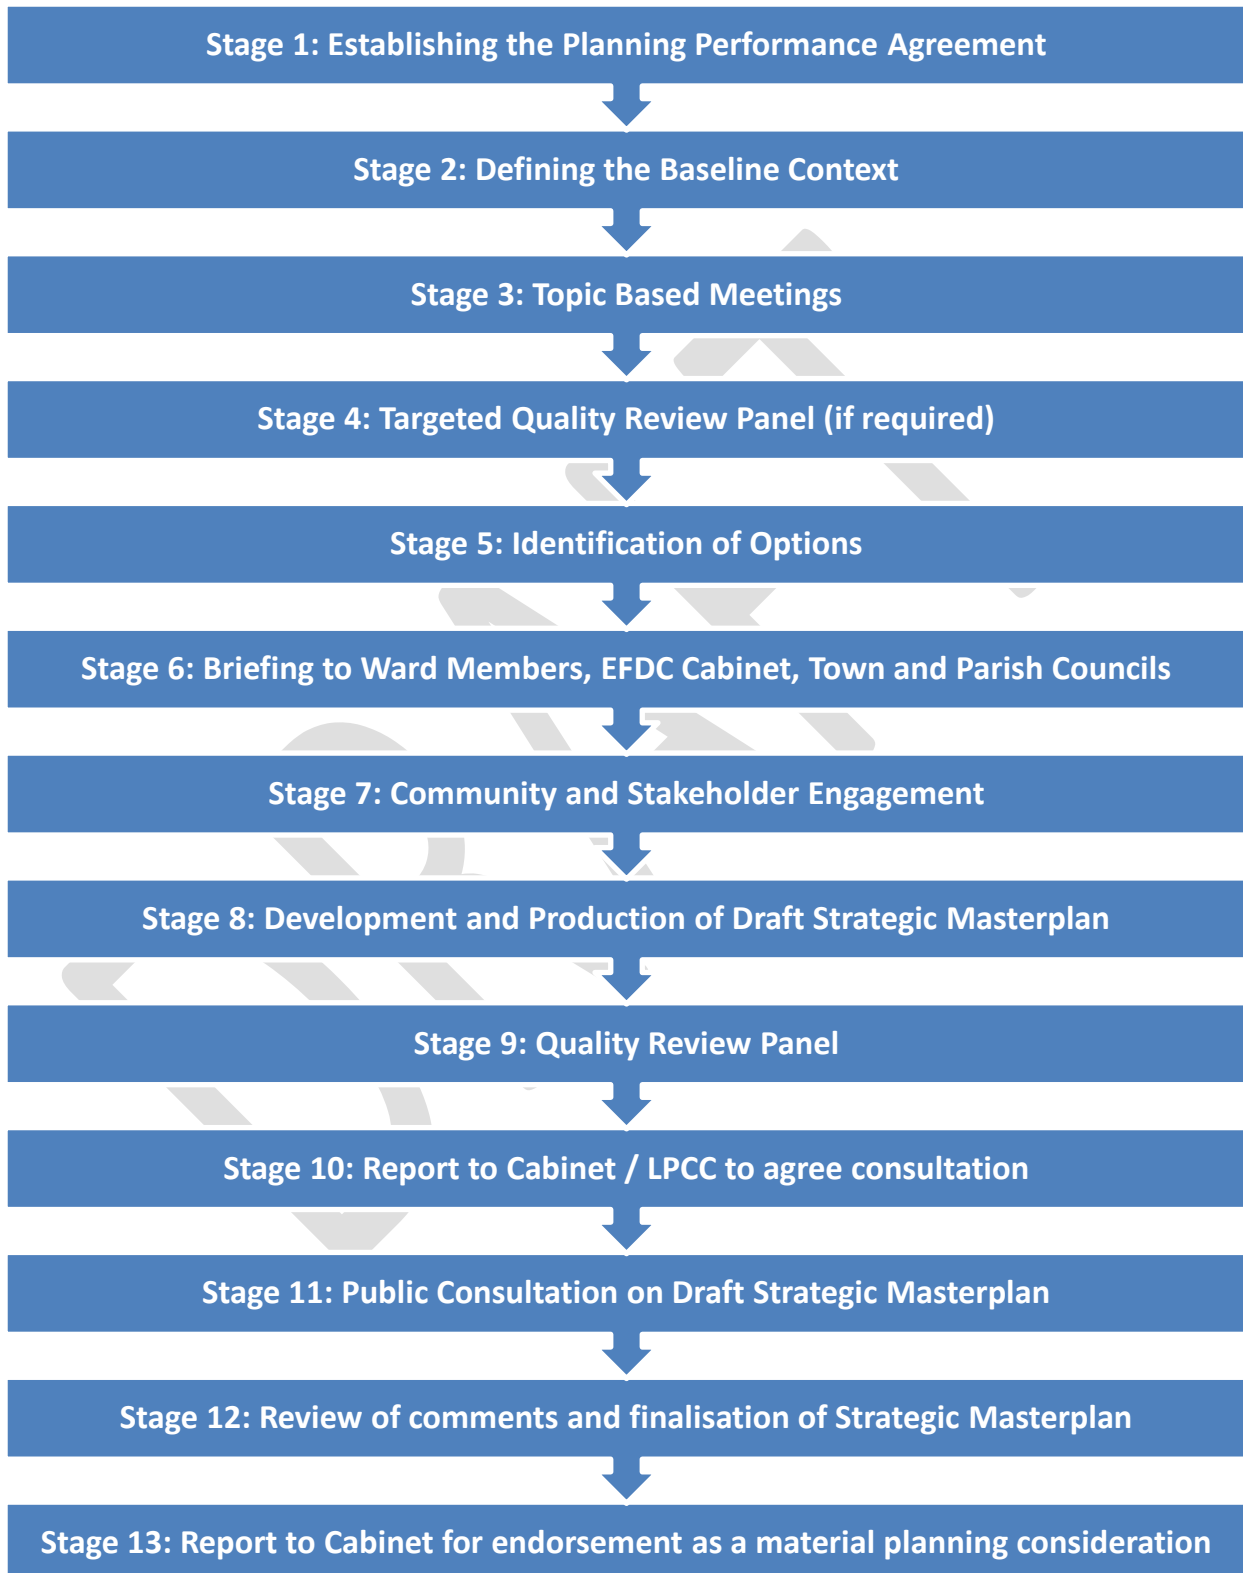 Stage 1: Establishing the Planning Performance Agreement
Stage 2: Defining the Baseline Context
Stage 3: Topic Based Meetings
Stage 4: Targeted Quality Review Panel (if required)
Stage 5: Identification of Options
Stage 6: Briefing to Ward Members, EFDC Cabinet, Town and Parish Councils
Stage 7: Community and Stakeholder Engagement
Stage 8: Development and Production of Draft Strategic Masterplan
Stage 9: Quality Review Panel
Stage 10: Report to Cabinet / LPCC to agree consultation
Stage 11: Public Consultation on Draft Strategic Masterplan
Stage 12: Review of comments and finalisation of Strategic Masterplan
Stage 13: Report to Cabinet for endorsement as a material planning consideration